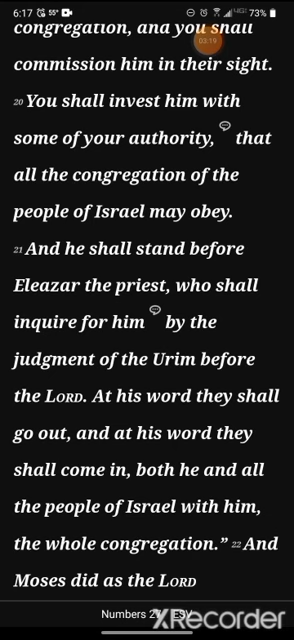 6:17 55° 73%
03:19
congregation, and you shall
commission him in their sight.
20 You shall invest him with
some of your authority, that
all the congregation of the
people of Israel may obey.
21 And he shall stand before
Eleazar the priest, who shall
inquire for him by the
judgment of the Urim before
the LORD. At his word they shall
go out, and at his word they
shall come in, both he and all
the people of Israel with him,
the whole congregation.” 22 And
Moses did as the LORD
Numbers 27 ESV
XRecorder